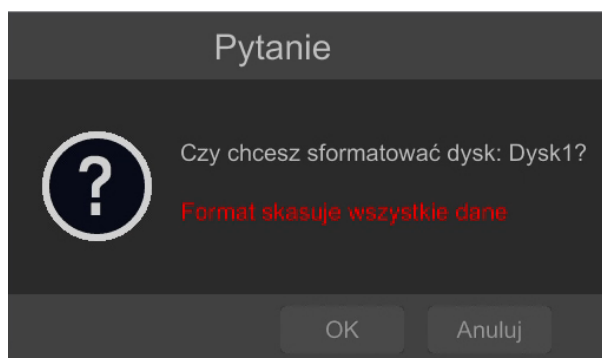 Pytanie
Czy chcesz sformatować dysk: Dysk1?
Format skasuje wszystkie dane
OK
Anuluj